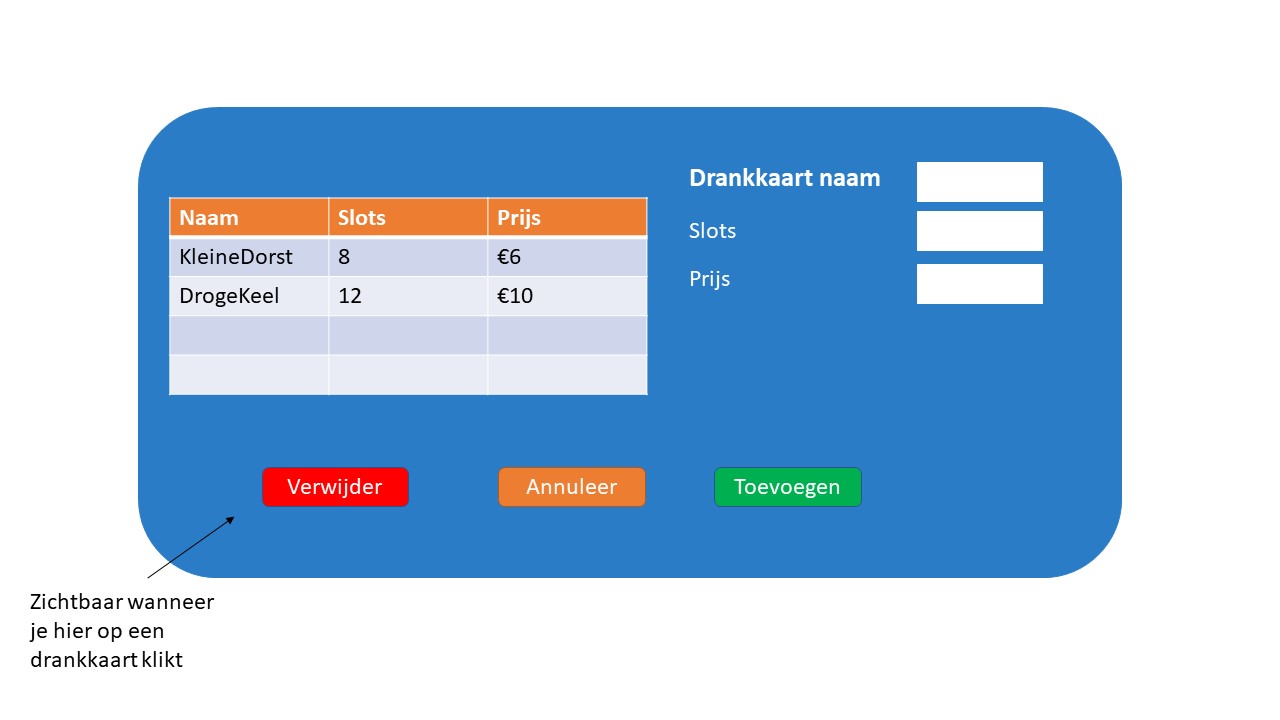 Drankkaart naam
Naam Slots Prijs
Slots
KleineDorst 8 €6
Prijs
DrogeKeel 12 €10
Verwijder Annuleer Toevoegen
Zichtbaar wanneer
je hier op een
drankkaart klikt